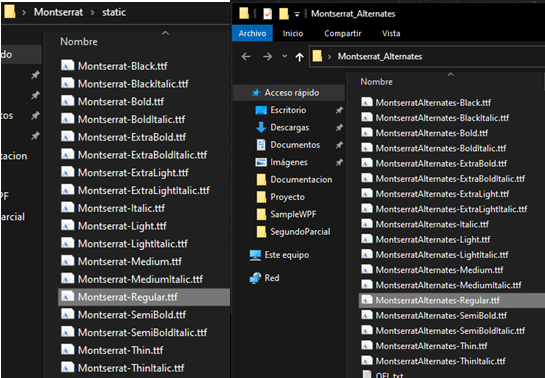 Montserrat > static
Nombre
Montserrat-Black.ttf
Montserrat-BlackItalic.ttf
Montserrat-Bold.ttf
Montserrat-BoldItalic.ttf
Montserrat-ExtraBold.ttf
Montserrat-ExtraBoldItalic.ttf
Montserrat-ExtraLight.ttf
Montserrat-ExtraLightItalic.ttf
Montserrat-Italic.ttf
Montserrat-Light.ttf
Montserrat-LightItalic.ttf
Montserrat-Medium.ttf
Montserrat-MediumItalic.ttf
Montserrat-Regular.ttf
Montserrat-SemiBold.ttf
Montserrat-SemiBoldItalic.ttf
Montserrat-Thin.ttf
Montserrat-ThinItalic.ttf
do
tos
tacion
PF
arcial
Montserrat_Alternates
Archivo Inicio Compartir Vista
> Montserrat_Alternates
Acceso rápido
Escritorio
Descargas
Documentos
Imágenes
Documentacion
Proyecto
SampleWPF
SegundoParcial
Este equipo
Red
Nombre
MontserratAlternates-Black.ttf
MontserratAlternates-BlackItalic.ttf
MontserratAlternates-Bold.ttf
MontserratAlternates-BoldItalic.ttf
MontserratAlternates-ExtraBold.ttf
MontserratAlternates-ExtraBoldItalic.ttf
MontserratAlternates-ExtraLight.ttf
MontserratAlternates-ExtraLightItalic.ttf
MontserratAlternates-Italic.ttf
MontserratAlternates-Light.ttf
MontserratAlternates-LightItalic.ttf
MontserratAlternates-Medium.ttf
MontserratAlternates-MediumItalic.ttf
MontserratAlternates-Regular.ttf
MontserratAlternates-SemiBold.ttf
MontserratAlternates-SemiBoldItalic.ttf
MontserratAlternates-Thin.ttf
MontserratAlternates-ThinItalic.ttf
OFL.txt